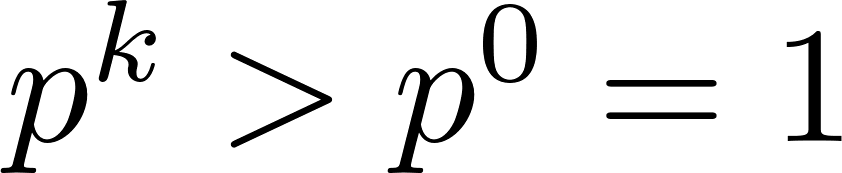 p^k > p^0 = 1